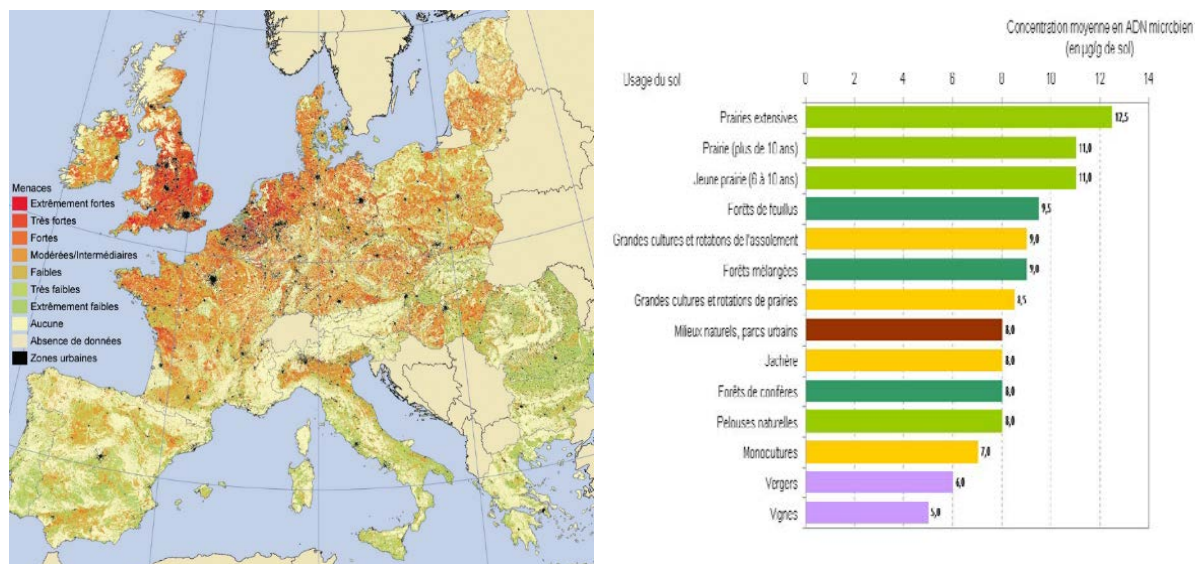 Menaces
Extrêmement fortes
Très fortes
Fortes
Modérées/Intermédiaires
Faibles
Très faibles
Extrêmement faibles
Aucune
Absence de données
Zones urbaines
Concentration moyenne en ADN microbien
(en µg/g de sol)
Usage du sol
0 2 4 6 8 10 12 14
Prairies extensives 12,5
Prairie (plus de 10 ans) 11,0
Jeune prairie (6 à 10 ans) 11,0
Forêts de feuillus 9,5
Grandes cultures et rotations de l'assolement 9,0
Forêts mélangées 9,0
Grandes cultures et rotations de prairies 8,5
Milieux naturels, parcs urbains 8,0
Jachère 8,0
Forêts de conifères 8,0
Pelouses naturelles 8,0
Monocutures 7,0
Vergers 6,0
Vignes 5,0